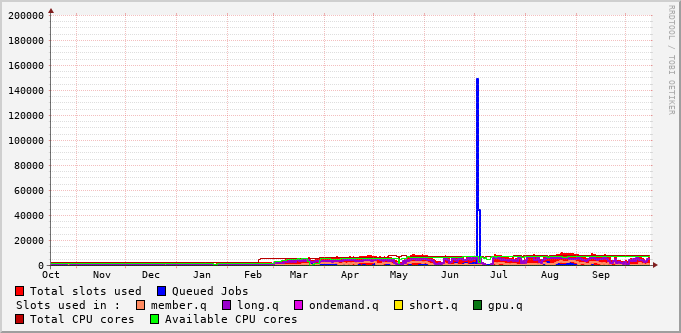 200000
180000
160000
140000
120000
100000
80000
60000
40000
20000
0
Oct Nov Dec Jan Feb Mar Apr May Jun Jul Aug Sep
Total slots used Queued Jobs
Slots used in : member.q long.q ondemand.q short.q gpu.q
Total CPU cores Available CPU cores
RRDTOOL / TOBI OETIKER